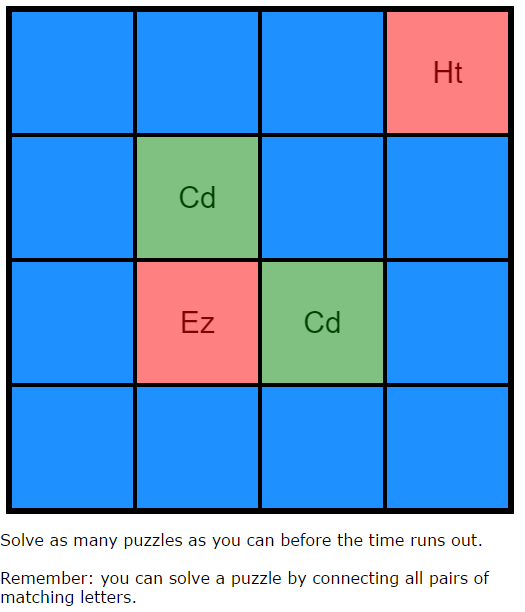 Ht
Cd
Ez Cd
Solve as many puzzles as you can before the time runs out.
Remember: you can solve a puzzle by connecting all pairs of
matching letters.